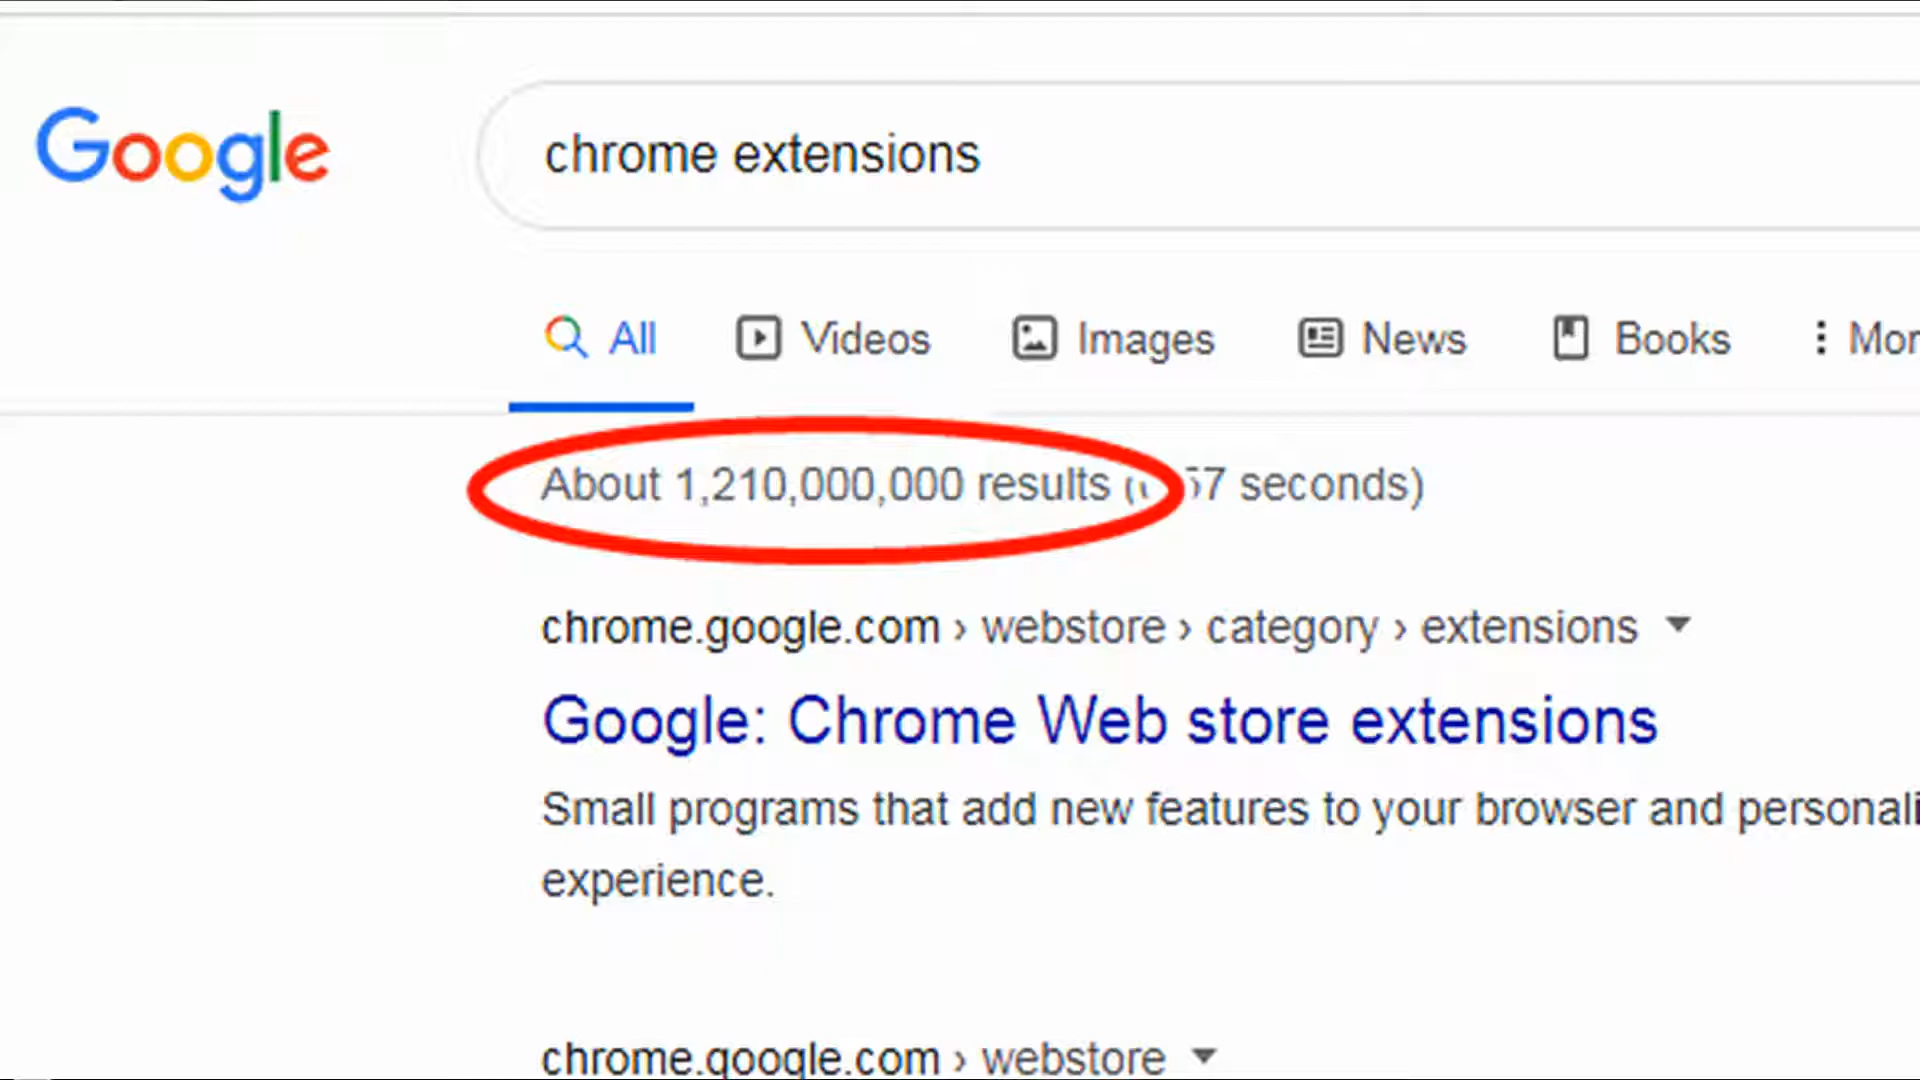 Google
chrome extensions
All Videos Images News Books Mor
About 1,210,000,000 results 57 seconds)
chrome.google.com › webstore › category › extensions
Google: Chrome Web store extensions
Small programs that add new features to your browser and personali
experience.
chrome.google.com › webstore